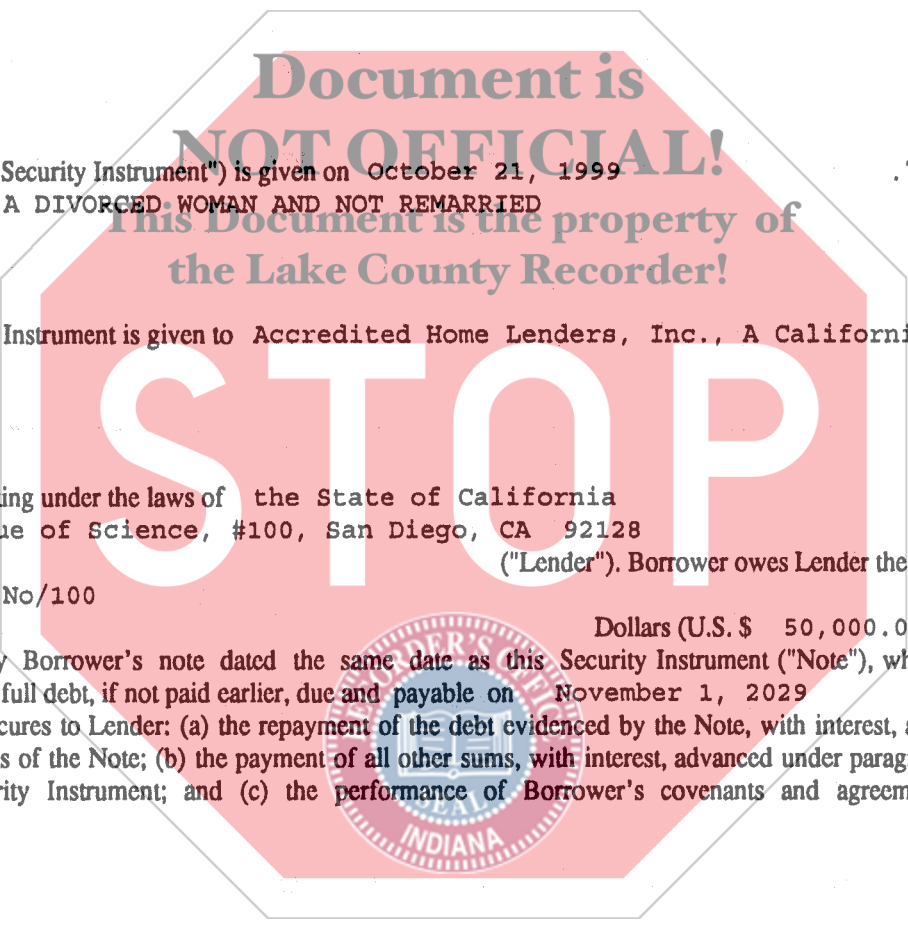 Document is
NOT OFFICIAL!
Security Instrument") is given on October 21, 1999
A DIVORCED WOMAN AND NOT REMARRIED
This Document is the property of
the Lake County Recorder!
Instrument is given to Accredited Home Lenders, Inc., A Californi
STOP
ing under the laws of the State of California
ue of Science, #100, San Diego, CA 92128
("Lender"). Borrower owes Lender the
No/100
Dollars (U.S. $ 50,000.0
y Borrower's note dated the same date as this Security Instrument ("Note"), wh
full debt, if not paid earlier, due and payable on November 1, 2029
cures to Lender: (a) the repayment of the debt evidenced by the Note, with interest, a
s of the Note; (b) the payment of all other sums, with interest, advanced under parag
rity Instrument; and (c) the performance of Borrower's covenants and agreem
RECORDER'S OFFICE
SEAL
INDIANA